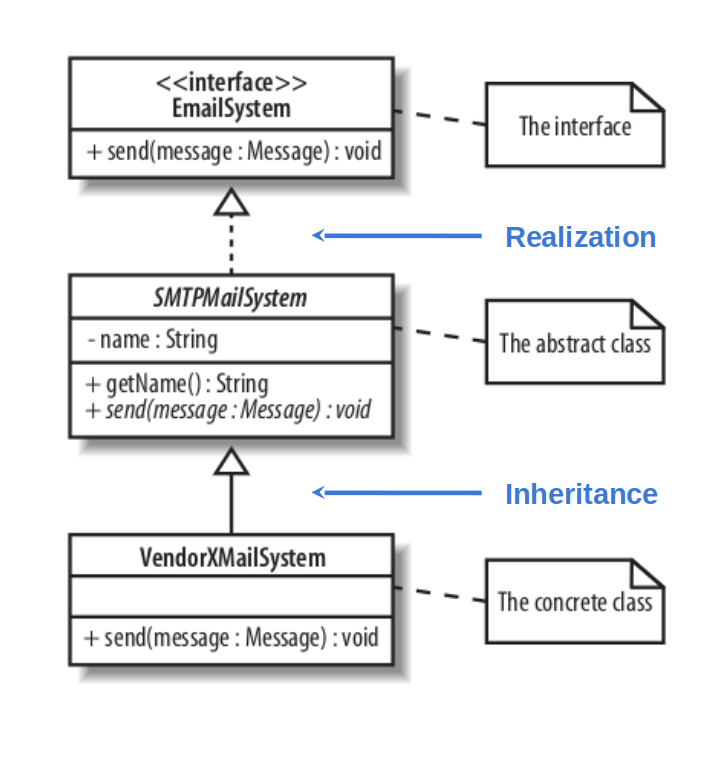 <<interface>>
EmailSystem
+ send(message : Message) : void
The interface
Realization
SMTPMailSystem
- name : String
+ getName() : String
+ send(message : Message) : void
The abstract class
Inheritance
VendorXMailSystem
+ send(message : Message) : void
The concrete class